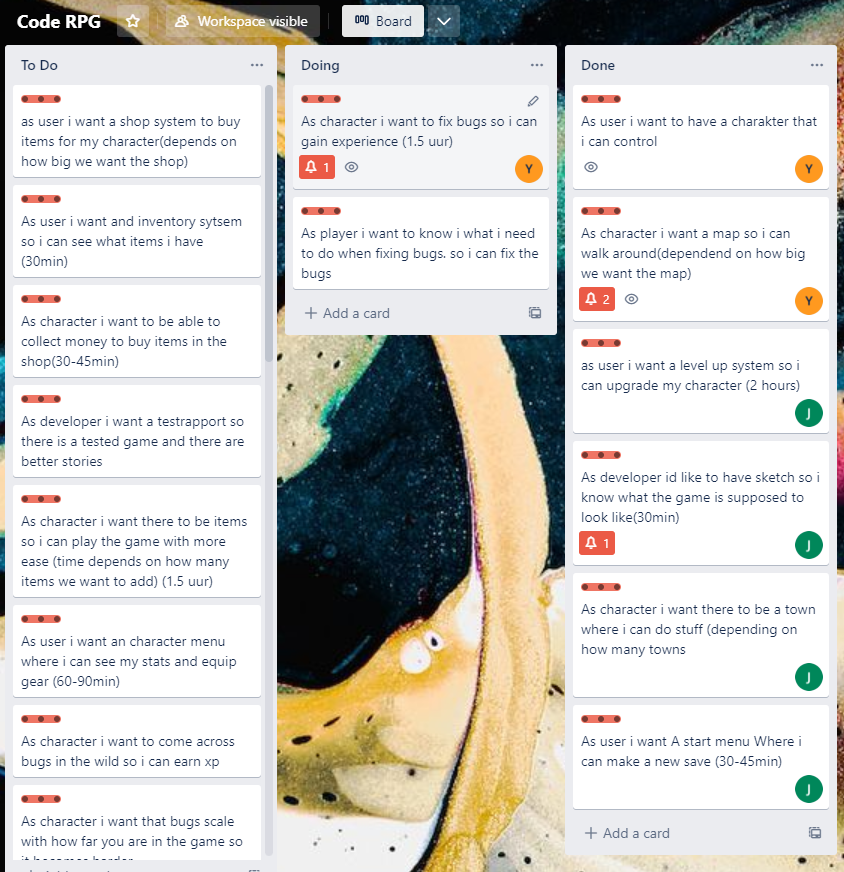 Code RPG
Workspace visible
Board
To Do
as user i want a shop system to buy
items for my character(depends on
how big we want the shop)
As user i want and inventory sytsem
so i can see what items i have
(30min)
As character i want to be able to
collect money to buy items in the
shop(30-45min)
As developer i want a testrapport so
there is a tested game and there are
better stories
As character i want there to be items
so i can play the game with more
ease (time depends on how many
items we want to add) (1.5 uur)
As user i want an character menu
where i can see my stats and equip
gear (60-90min)
As character i want to come across
bugs in the wild so i can earn xp
As character i want that bugs scale
with how far you are in the game so
Doing
As character i want to fix bugs so i can
gain experience (1.5 uur)
1
Y
As player i want to know i what i need
to do when fixing bugs. so i can fix the
bugs
Add a card
Done
As user i want to have a charakter that
i can control
Y
As character i want a map so i can
walk around(dependend on how big
we want the map)
2
Y
as user i want a level up system so i
can upgrade my character (2 hours)
J
As developer id like to have sketch so i
know what the game is supposed to
look like(30min)
1
J
As character i want there to be a town
where i can do stuff (depending on
how many towns
J
As user i want A start menu Where i
can make a new save (30-45min)
J
Add a card